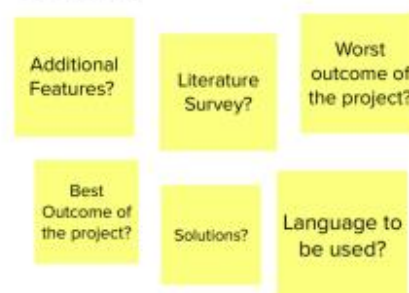 Additional
Features?
Literature
Survey?
Worst
outcome of
the project?
Best
Outcome of
the project?
Solutions?
Language to
be used?